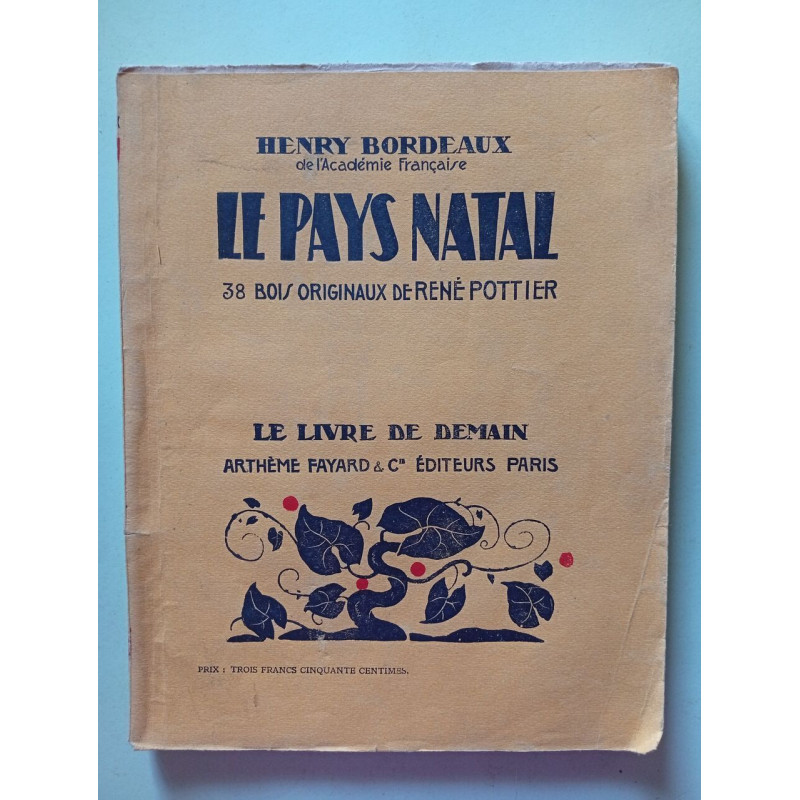 HENRY BORDEAUX
de l'Académie Française
LE PAYS NATAL
38 BOIS ORIGINAUX DE RENÉ POTTIER
LE LIVRE DE DEMAIN
ARTHÈME FAYARD & Cie ÉDITEURS PARIS
PRIX : TROIS FRANCS CINQUANTE CENTIMES.